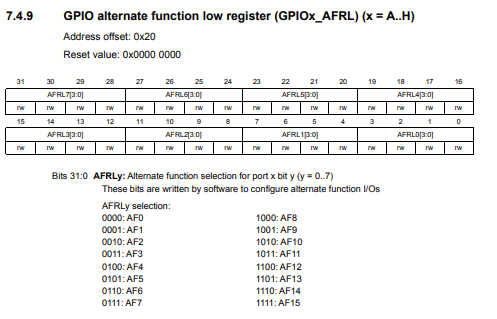 7.4.9 GPIO alternate function low register (GPIOx_AFRL) (x = A..H)
Address offset: 0x20
Reset value: 0x0000 0000
31 30 29 28 27 26 25 24 23 22 21 20 19 18 17 16
AFRL7[3:0] AFRL6[3:0] AFRL5[3:0] AFRL4[3:0]
rw rw rw rw rw rw rw rw rw rw rw rw rw rw rw rw
15 14 13 12 11 10 9 8 7 6 5 4 3 2 1 0
AFRL3[3:0] AFRL2[3:0] AFRL1[3:0] AFRL0[3:0]
rw rw rw rw rw rw rw rw rw rw rw rw rw rw rw rw
Bits 31:0 AFRLy: Alternate function selection for port x bit y (y = 0..7)
These bits are written by software to configure alternate function I/Os
AFRLy selection:
0000: AF0 1000: AF8
0001: AF1 1001: AF9
0010: AF2 1010: AF10
0011: AF3 1011: AF11
0100: AF4 1100: AF12
0101: AF5 1101: AF13
0110: AF6 1110: AF14
0111: AF7 1111: AF15